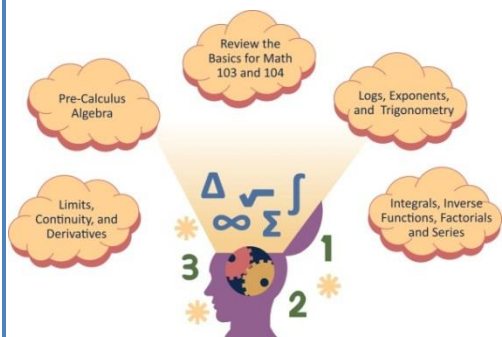 Review the
Basics for Math
103 and 104
Pre-Calculus
Algebra
Logs, Exponents,
and Trigonometry
Limits,
Continuity, and
Derivatives
Integrals, Inverse
Functions, Factorials
and Series
Δ √ ∫
∞ Σ
1
3
2